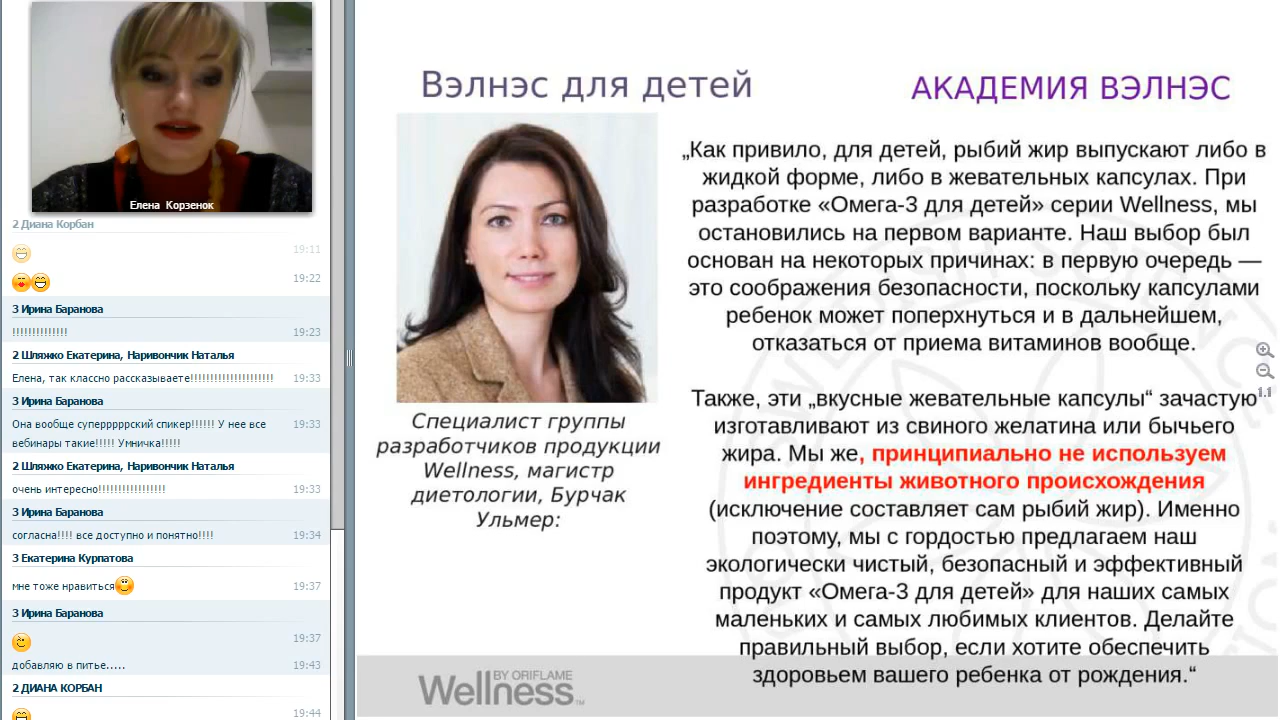 Елена Корзенок
2 Диана Корбан
19:11
19:22
3 Ирина Баранова
!!!!!!!!!!!!!! 19:23
2 Шляжко Екатерина, Наривончик Наталья
Елена, так классно рассказываете!!!!!!!!!!!!!!!!!!!!! 19:33
3 Ирина Баранова
Она вообще суперррррский спикер!!!!!! У нее все 19:33
вебинары такие!!!!! Умничка!!!!!
2 Шляжко Екатерина, Наривончик Наталья
очень интересно!!!!!!!!!!!!!!!!! 19:33
3 Ирина Баранова
согласна!!!! все доступно и понятно!!!! 19:34
3 Екатерина Курпатова
мне тоже нравиться 19:37
3 Ирина Баранова
19:37
добавляю в питье..... 19:43
2 ДИАНА КОРБАН
19:44
Вэлнэс для детей
АКАДЕМИЯ ВЭЛНЭС
Специалист группы
разработчиков продукции
Wellness, магистр
диетологии, Бурчак
Ульмер:
„Как привило, для детей, рыбий жир выпускают либо в
жидкой форме, либо в жевательных капсулах. При
разработке «Омега-3 для детей» серии Wellness, мы
остановились на первом варианте. Наш выбор был
основан на некоторых причинах: в первую очередь —
это соображения безопасности, поскольку капсулами
ребенок может поперхнуться и в дальнейшем,
отказаться от приема витаминов вообще.
Также, эти „вкусные жевательные капсулы“ зачастую
изготавливают из свиного желатина или бычьего
жира. Мы же, принципиально не используем
ингредиенты животного происхождения
(исключение составляет сам рыбий жир). Именно
поэтому, мы с гордостью предлагаем наш
экологически чистый, безопасный и эффективный
продукт «Омега-3 для детей» для наших самых
маленьких и самых любимых клиентов. Делайте
правильный выбор, если хотите обеспечить
здоровьем вашего ребенка от рождения.“
1.1
BY ORIFLAME
Wellness™